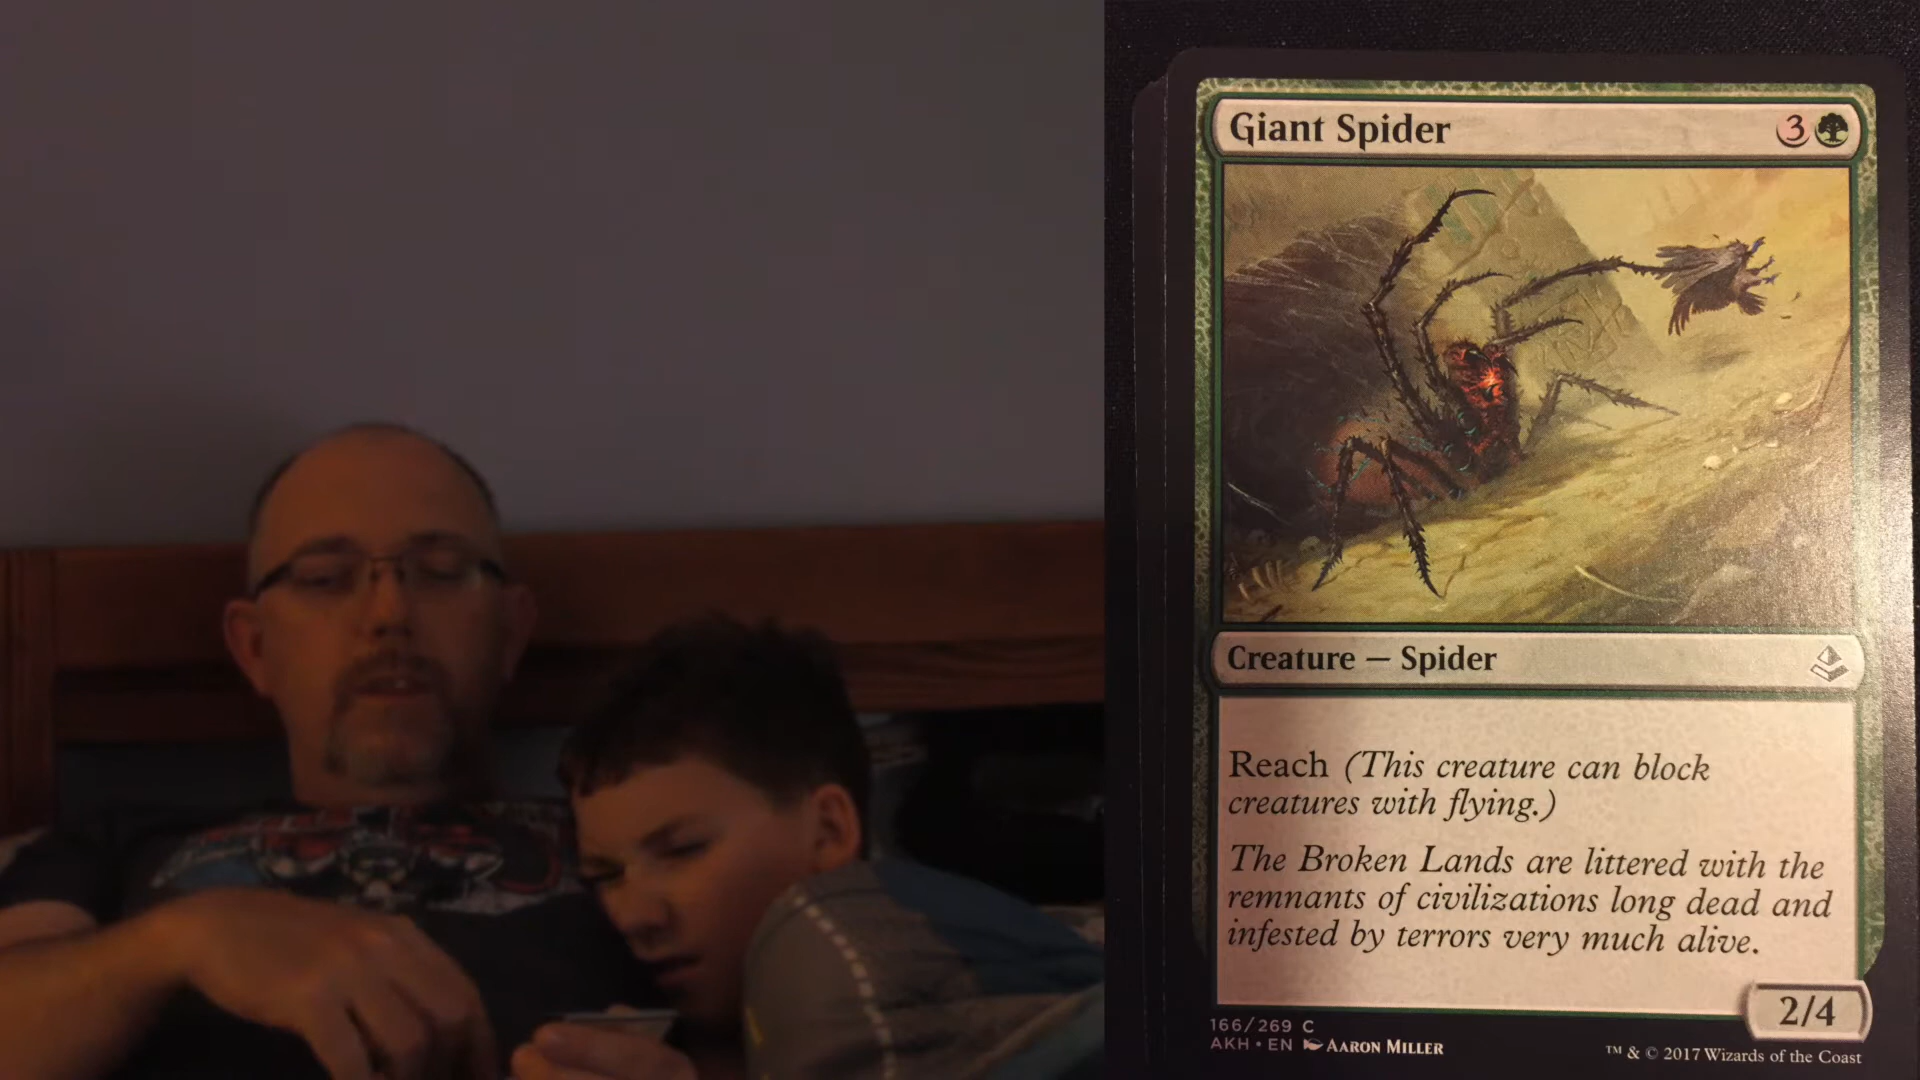 Giant Spider 3
Creature — Spider
Reach (This creature can block
creatures with flying.)
The Broken Lands are littered with the
remnants of civilizations long dead and
infested by terrors very much alive.
2/4
166/269 C
AKH • EN Aaron Miller
™ & © 2017 Wizards of the Coast